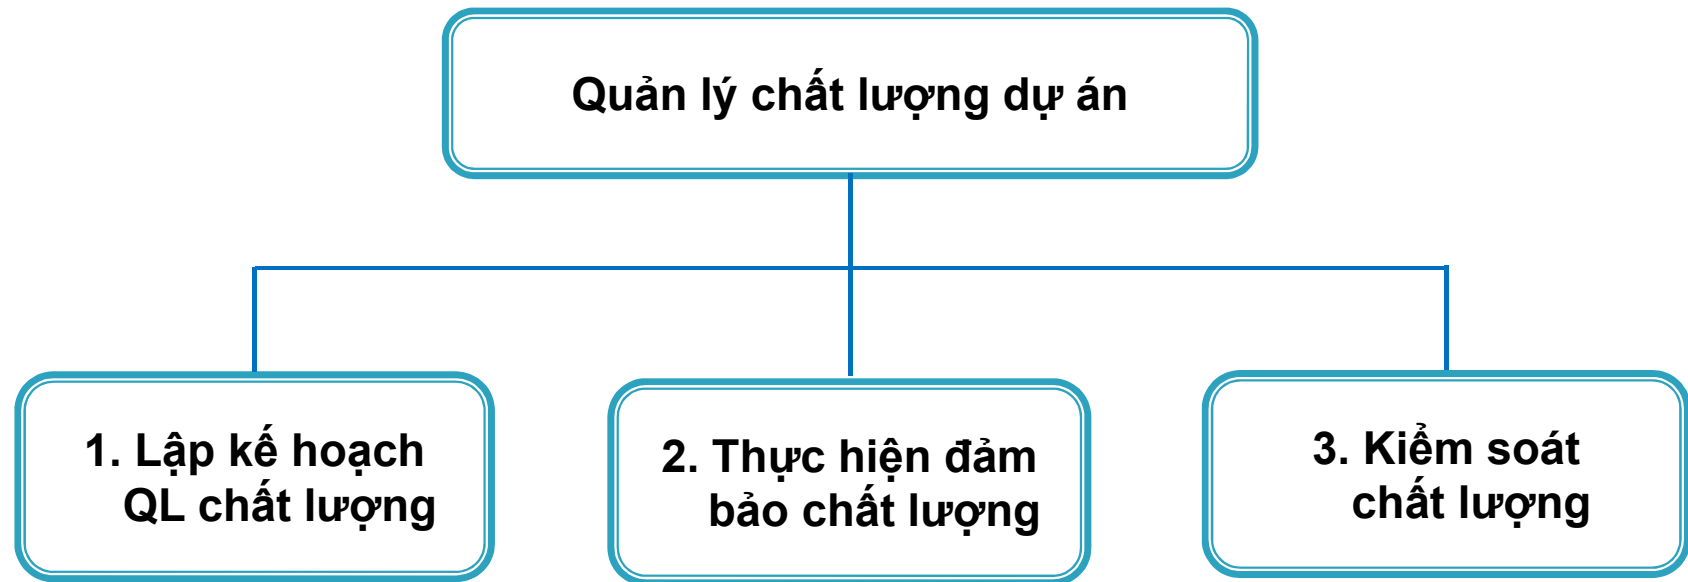 Quản lý chất lượng dự án
1. Lập kế hoạch
QL chất lượng
2. Thực hiện đảm
bảo chất lượng
3. Kiểm soát
chất lượng